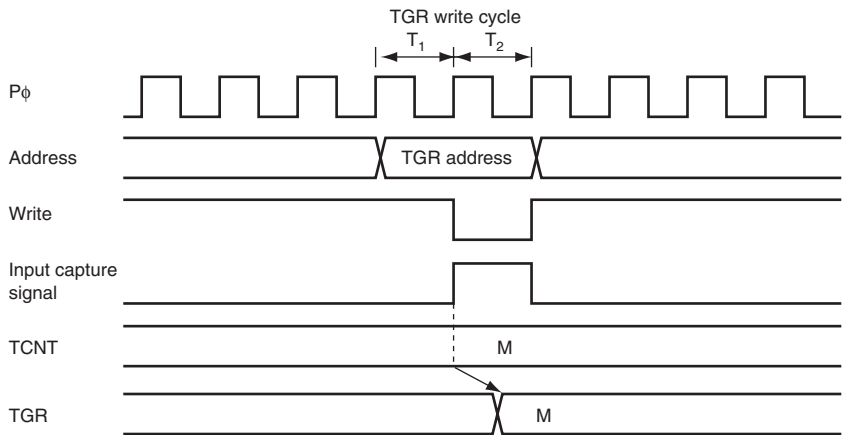 TGR write cycle
T1 T2
Pϕ
Address
TGR address
Write
Input capture
signal
TCNT
M
TGR
M